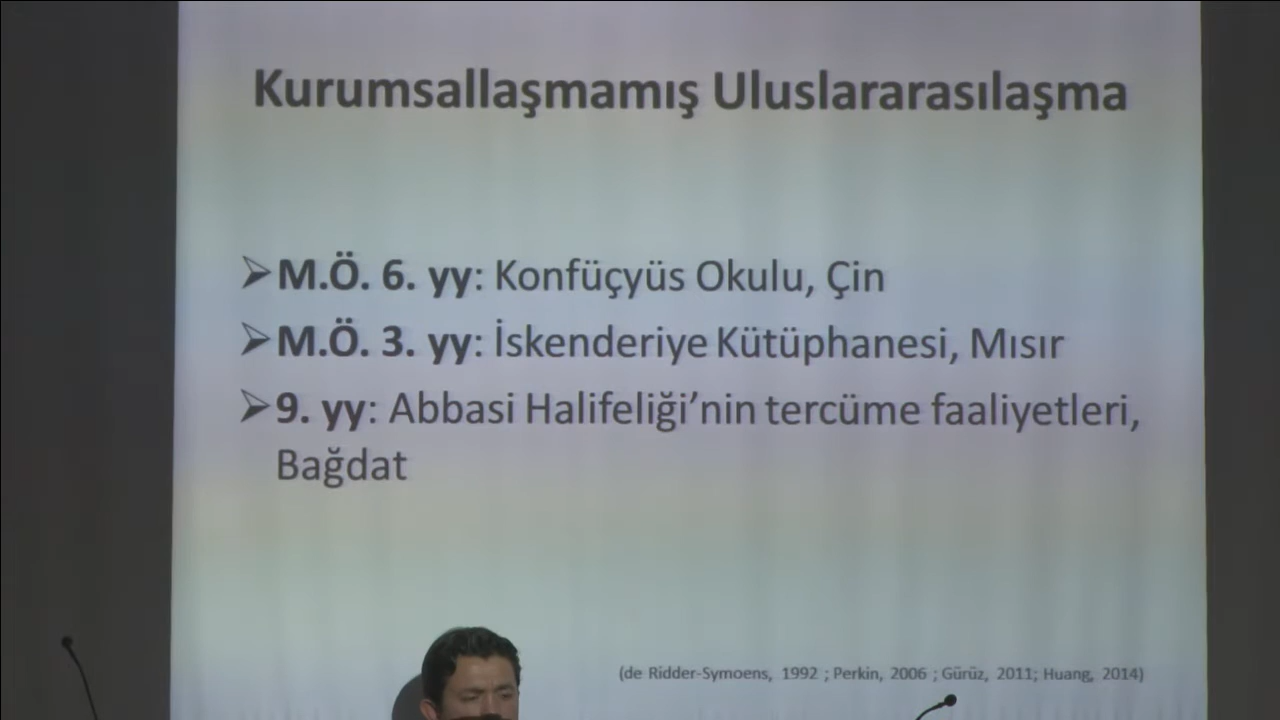 Kurumsallaşmamış Uluslararasılaşma
➢M.Ö. 6. yy: Konfüçyüs Okulu, Çin
➢M.Ö. 3. yy: İskenderiye Kütüphanesi, Mısır
➢9. yy: Abbasi Halifeliği’nin tercüme faaliyetleri,
Bağdat
(de Ridder-Symoens, 1992 ; Perkin, 2006 ; Gürüz, 2011; Huang, 2014)